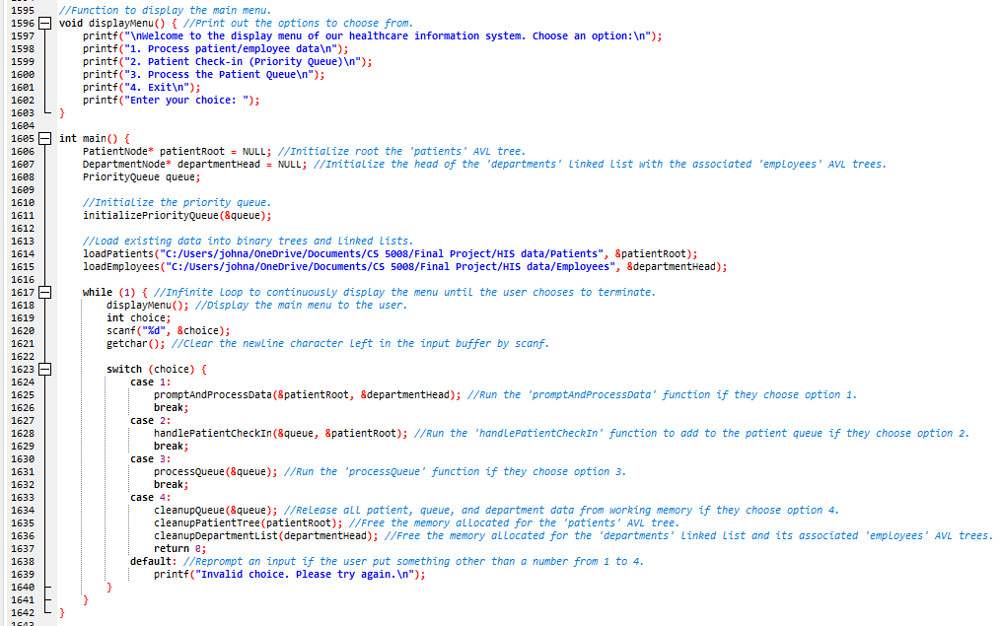 1595 //Function to display the main menu.
1596 void displayMenu() { //Print out the options to choose from.
1597 printf("\nWelcome to the display menu of our healthcare information system. Choose an option:\n");
1598 printf("1. Process patient/employee data\n");
1599 printf("2. Patient Check-in (Priority Queue)\n");
1600 printf("3. Process the Patient Queue\n");
1601 printf("4. Exit\n");
1602 printf("Enter your choice: ");
1603 }
1604
1605 int main() {
1606 PatientNode* patientRoot = NULL; //Initialize root the 'patients' AVL tree.
1607 DepartmentNode* departmentHead = NULL; //Initialize the head of the 'departments' linked list with the associated 'employees' AVL trees.
1608 PriorityQueue queue;
1609
1610 //Initialize the priority queue.
1611 initializePriorityQueue(&queue);
1612
1613 //Load existing data into binary trees and linked lists.
1614 loadPatients("C:/Users/johna/OneDrive/Documents/CS 5008/Final Project/HIS data/Patients", &patientRoot);
1615 loadEmployees("C:/Users/johna/OneDrive/Documents/CS 5008/Final Project/HIS data/Employees", &departmentHead);
1616
1617 while (1) { //Infinite loop to continuously display the menu until the user chooses to terminate.
1618 displayMenu(); //Display the main menu to the user.
1619 int choice;
1620 scanf("%d", &choice);
1621 getchar(); //Clear the newline character left in the input buffer by scanf.
1622
1623 switch (choice) {
1624 case 1:
1625 promptAndProcessData(&patientRoot, &departmentHead); //Run the 'promptAndProcessData' function if they choose option 1.
1626 break;
1627 case 2:
1628 handlePatientCheckIn(&queue, &patientRoot); //Run the 'handlePatientCheckIn' function to add to the patient queue if they choose option 2.
1629 break;
1630 case 3:
1631 processQueue(&queue); //Run the 'processQueue' function if they choose option 3.
1632 break;
1633 case 4:
1634 cleanupQueue(&queue); //Release all patient, queue, and department data from working memory if they choose option 4.
1635 cleanupPatientTree(patientRoot); //Free the memory allocated for the 'patients' AVL tree.
1636 cleanupDepartmentList(departmentHead); //Free the memory allocated for the 'departments' linked list and its associated 'employees' AVL trees.
1637 return 0;
1638 default: //Reprompt an input if the user put something other than a number from 1 to 4.
1639 printf("Invalid choice. Please try again.\n");
1640 }
1641 }
1642 }